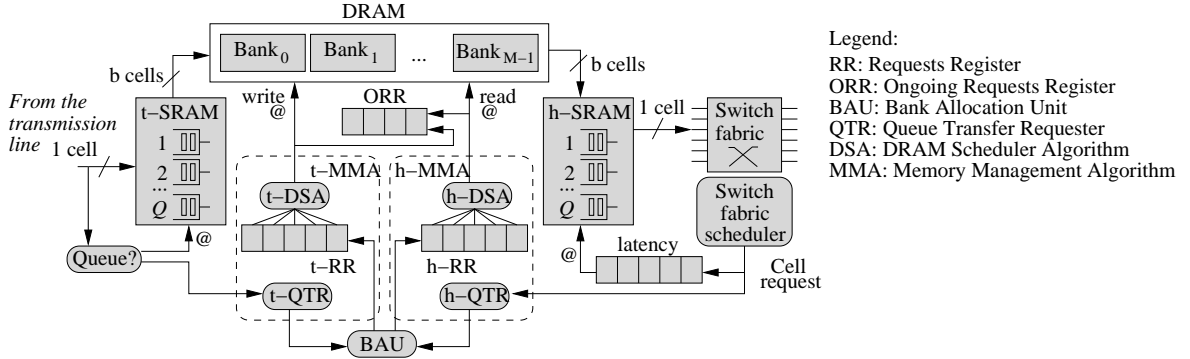 DRAM
Bank0
Bank1
...
BankM−1
b cells
b cells
write
@
ORR
read
@
From the
transmission
line
1 cell
t−SRAM
1
2
...
Q
@
Queue?
t−MMA
t−DSA
t−RR
t−QTR
h−MMA
h−DSA
h−RR
h−QTR
BAU
h−SRAM
1
2
...
Q
@
1 cell
Switch
fabric
Switch
fabric
scheduler
latency
Cell
request
Legend:
RR: Requests Register
ORR: Ongoing Requests Register
BAU: Bank Allocation Unit
QTR: Queue Transfer Requester
DSA: DRAM Scheduler Algorithm
MMA: Memory Management Algorithm